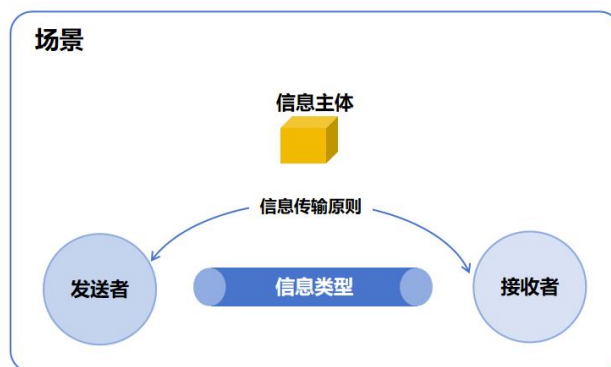 场景
信息主体
信息传输原则
发送者
信息类型
接收者